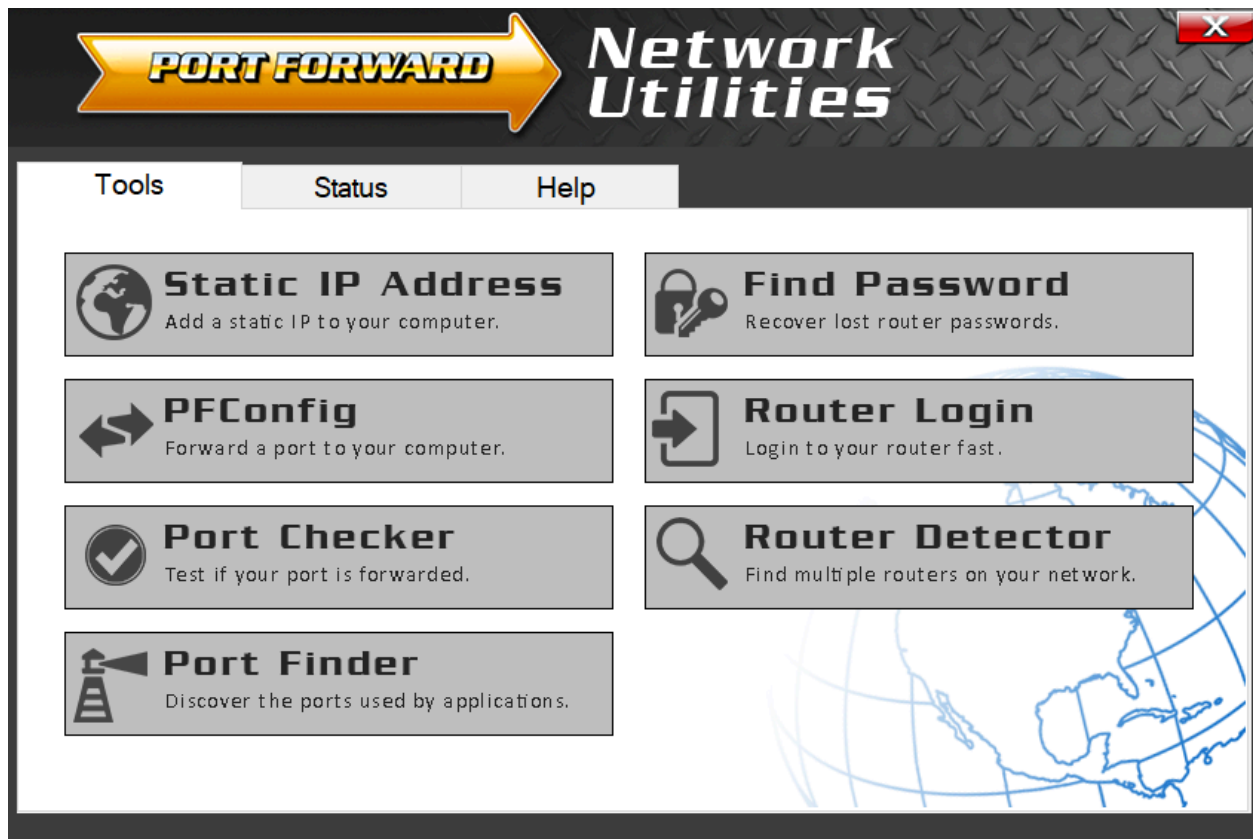 PORT FORWARD
Network
Utilities
X
Tools
Status
Help
Static IP Address
Add a static IP to your computer.
Find Password
Recover lost router passwords.
PFConfig
Forward a port to your computer.
Router Login
Login to your router fast.
Port Checker
Test if your port is forwarded.
Router Detector
Find multiple routers on your network.
Port Finder
Discover the ports used by applications.